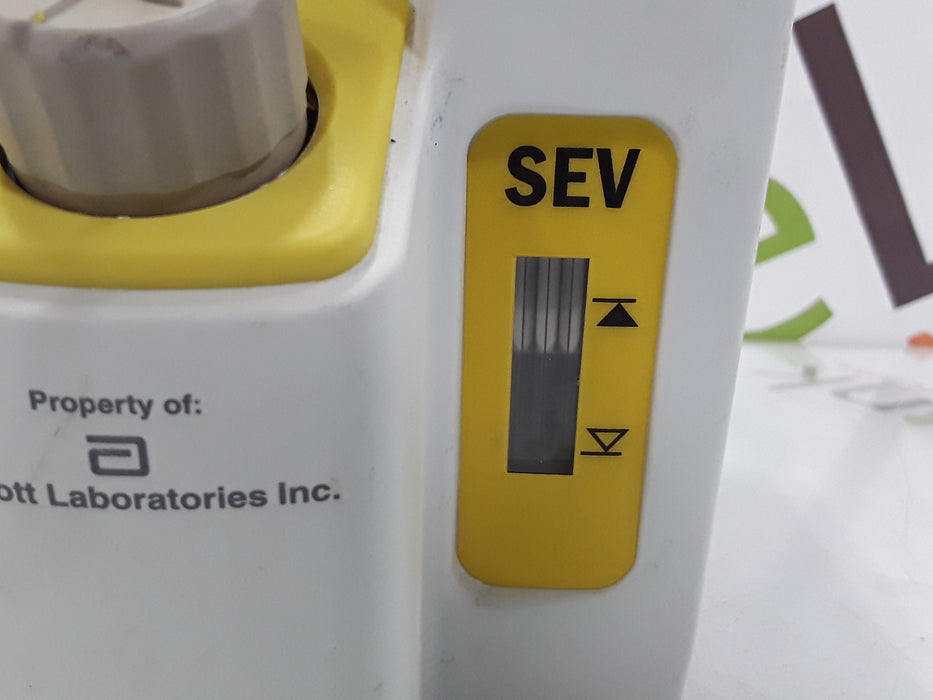 SEV
Property of:
ott Laboratories Inc.